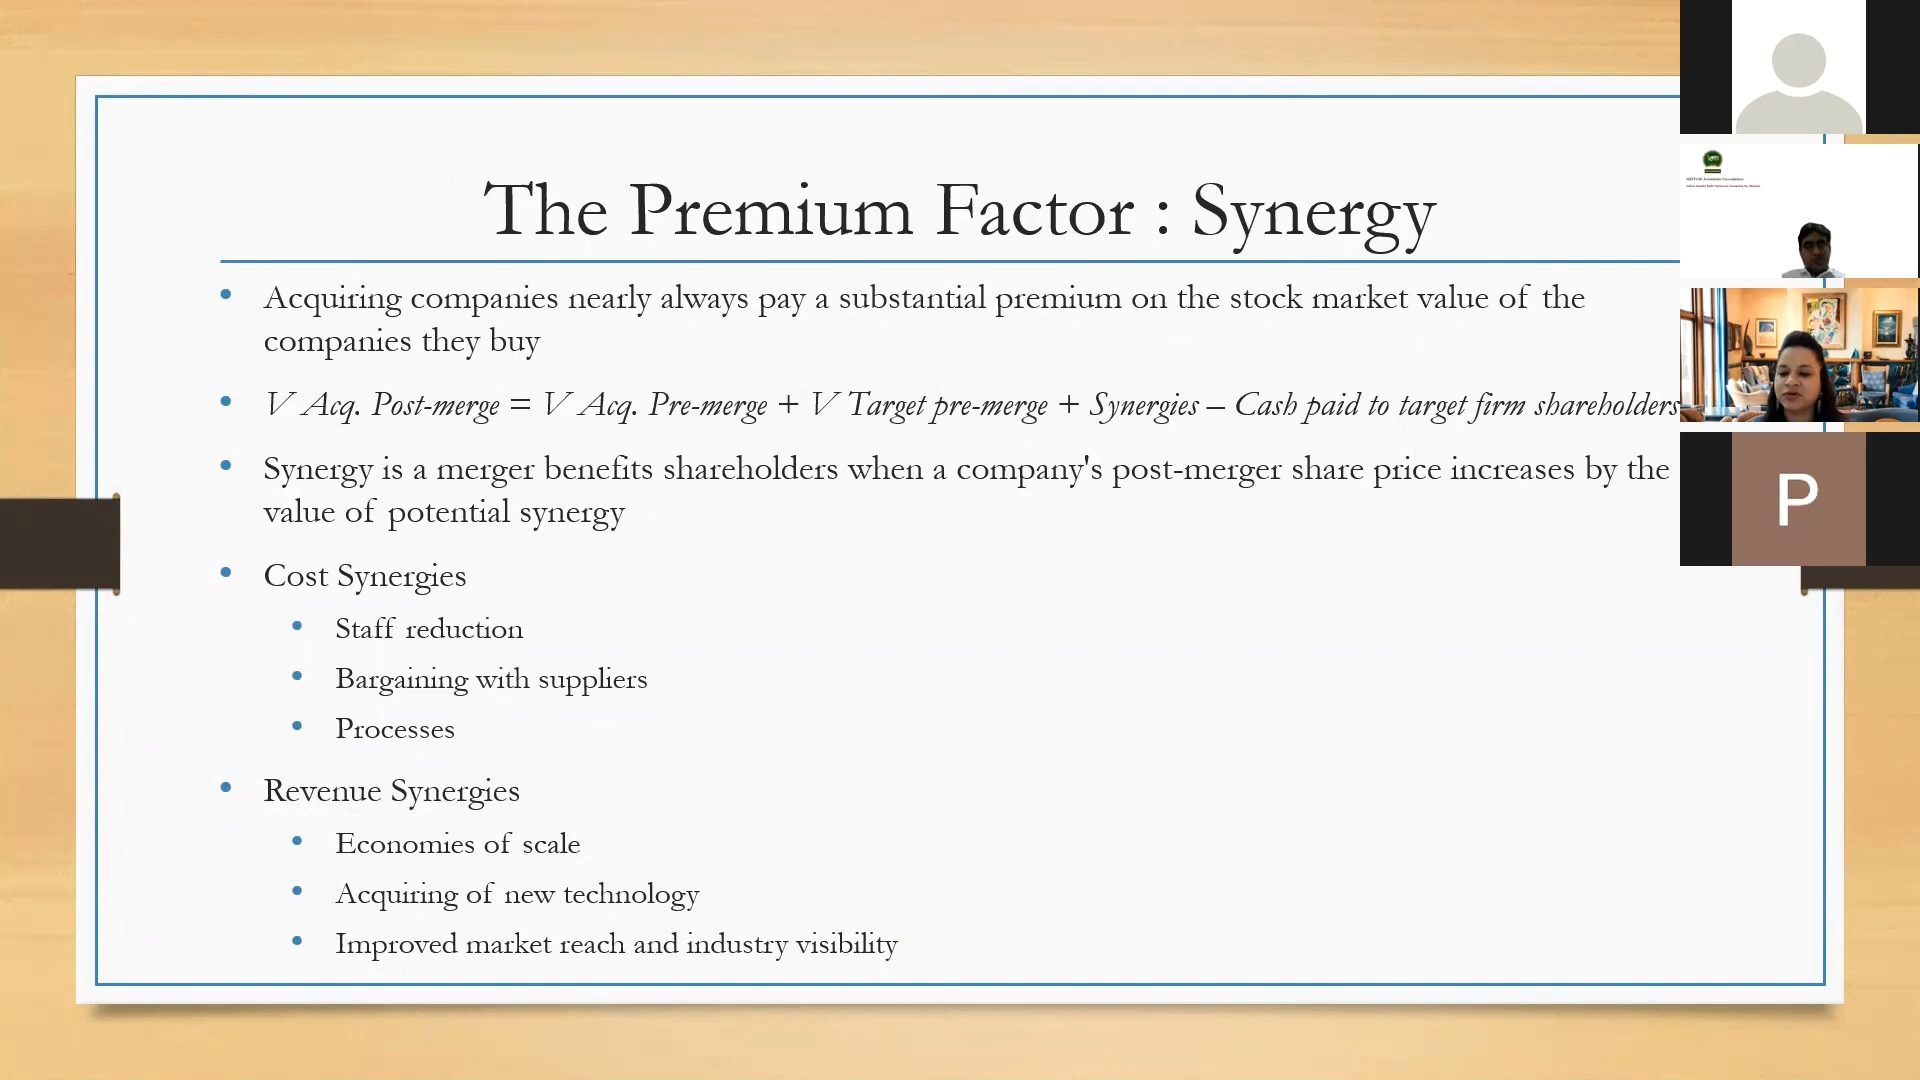 The Premium Factor : Synergy
Acquiring companies nearly always pay a substantial premium on the stock market value of the
companies they buy
V Acq. Post-merge = V Acq. Pre-merge + V Target pre-merge + Synergies – Cash paid to target firm shareholders
Synergy is a merger benefits shareholders when a company's post-merger share price increases by the
value of potential synergy
Cost Synergies
Staff reduction
Bargaining with suppliers
Processes
Revenue Synergies
Economies of scale
Acquiring of new technology
Improved market reach and industry visibility
P